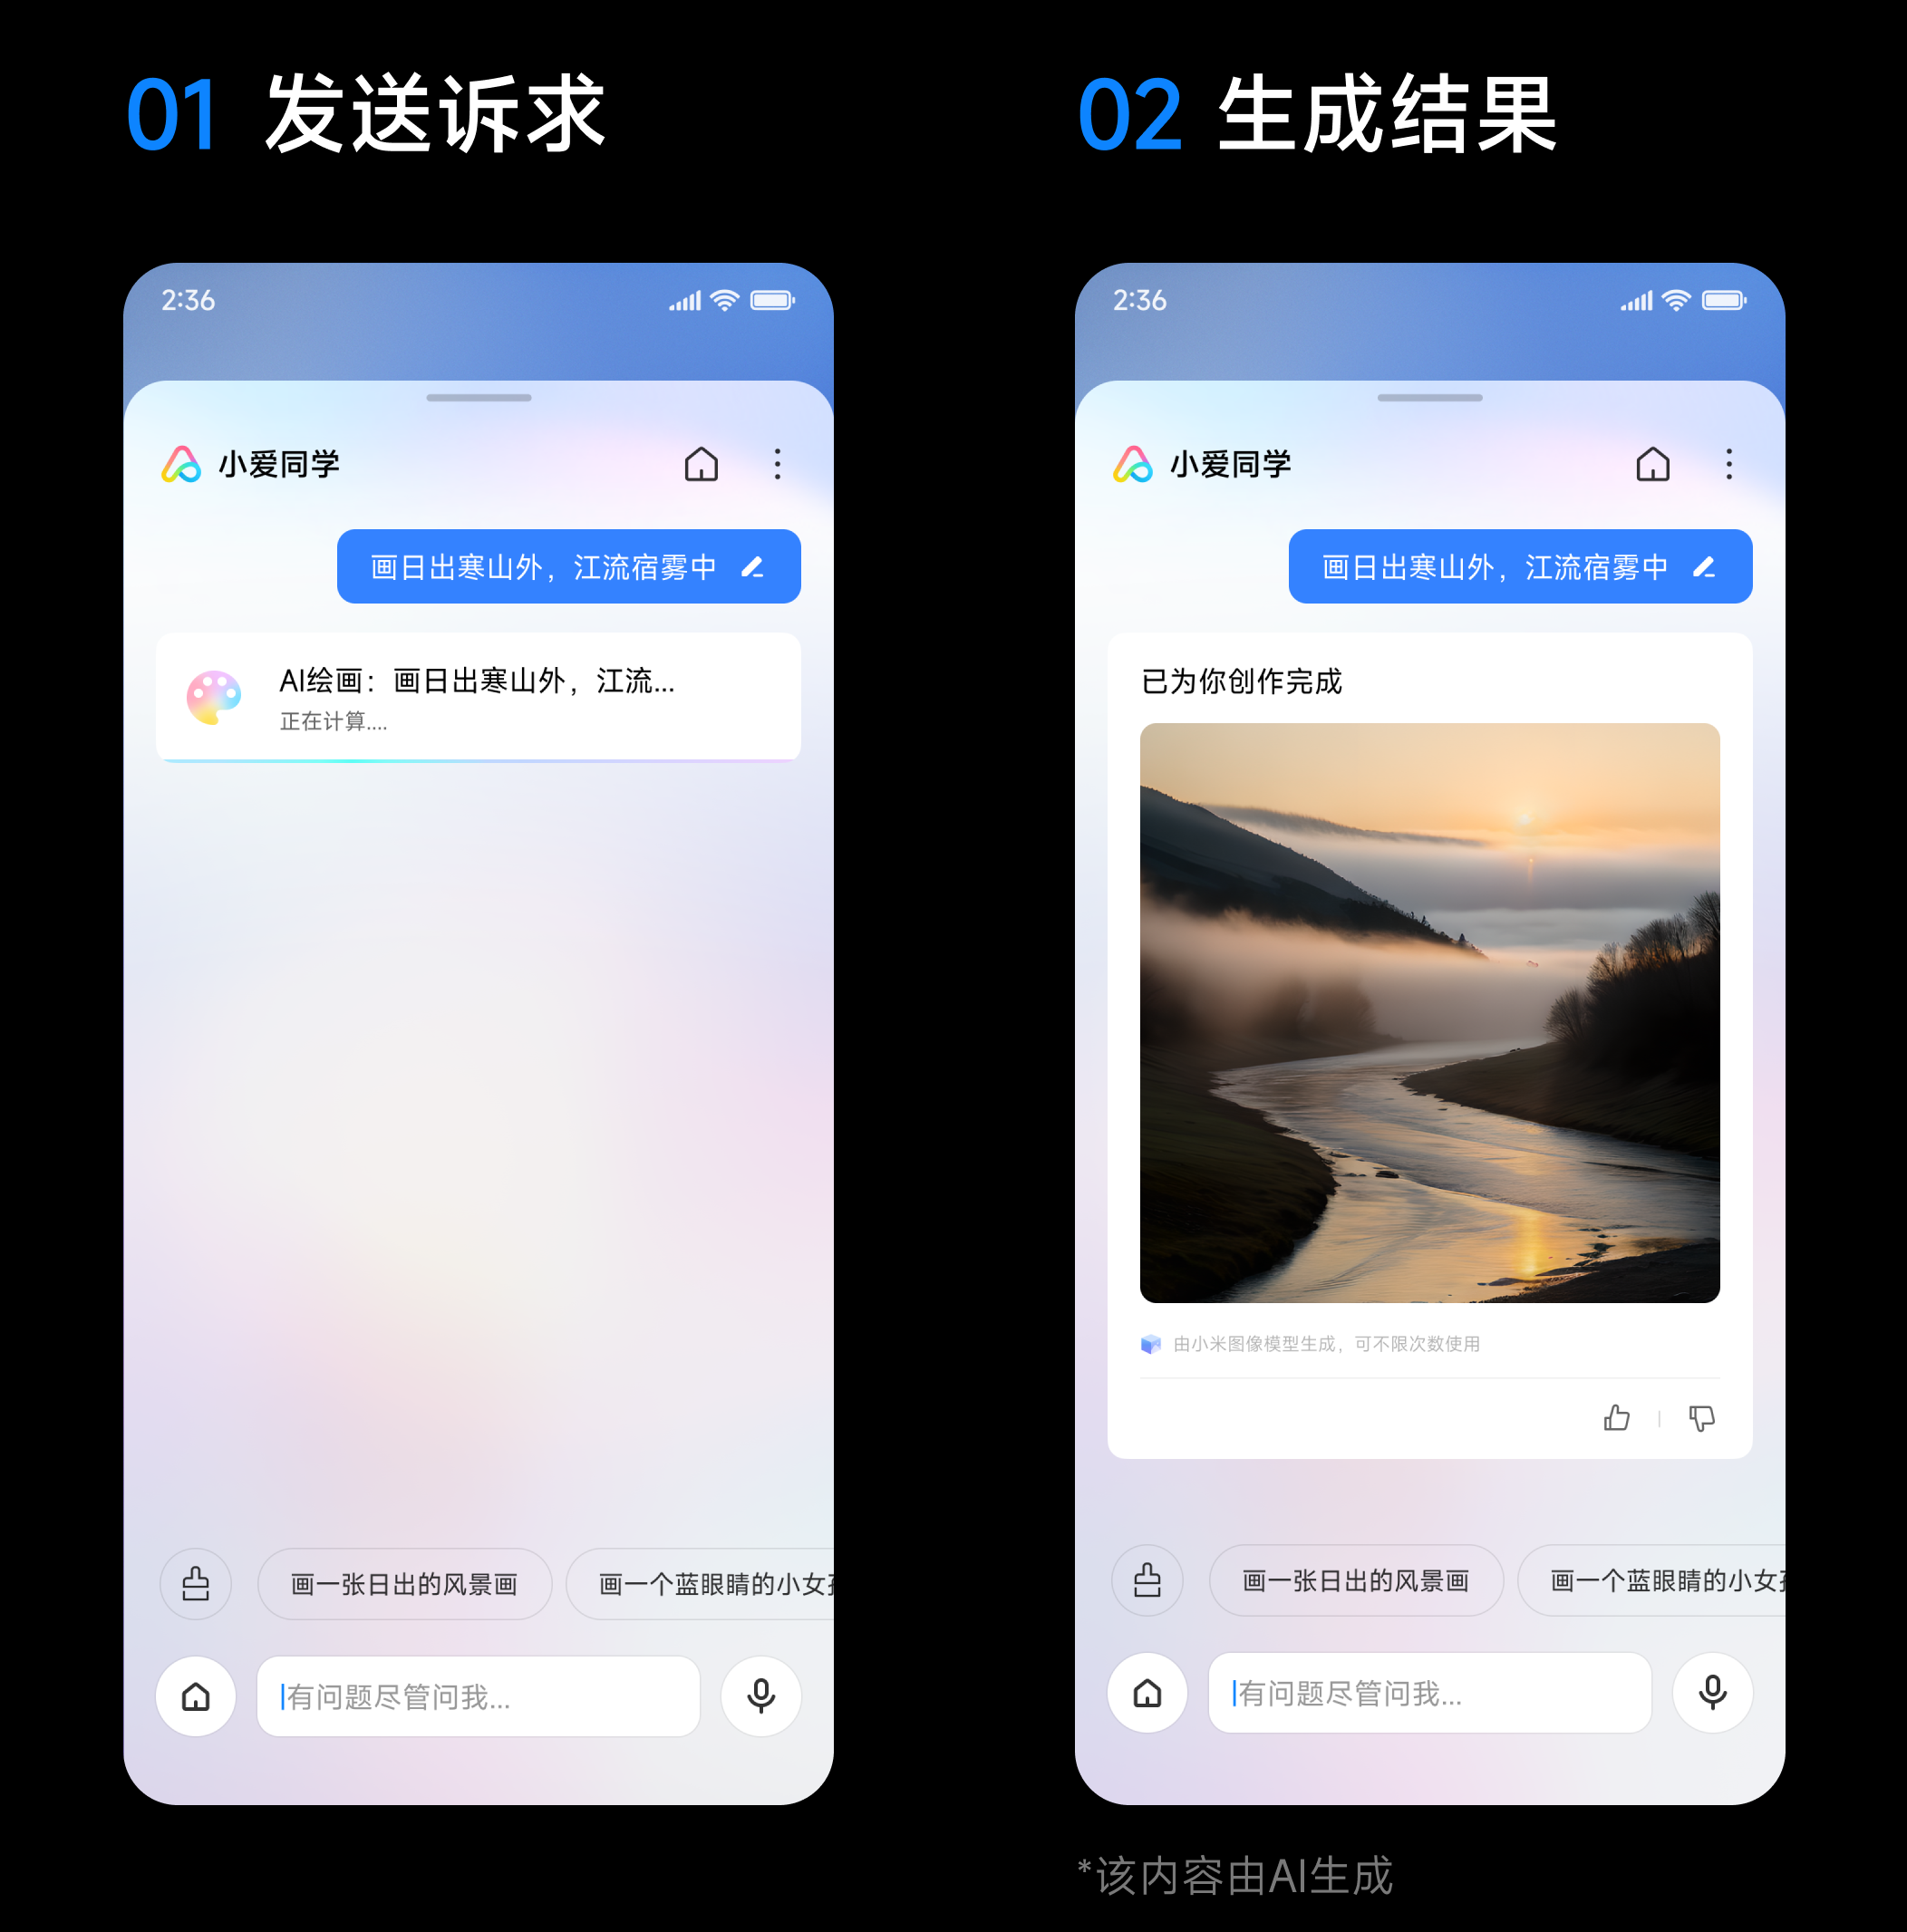 01 发送诉求
2:36
小爱同学
画日出寒山外，江流宿雾中
AI绘画：画日出寒山外，江流...
正在计算....
画一张日出的风景画
画一个蓝眼睛的小女孩
有问题尽管问我...
02 生成结果
2:36
小爱同学
画日出寒山外，江流宿雾中
已为你创作完成
由小米图像模型生成，可不限次数使用
画一张日出的风景画
画一个蓝眼睛的小女孩
有问题尽管问我...
*该内容由AI生成